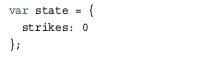 var state = {
  strikes: 0
};